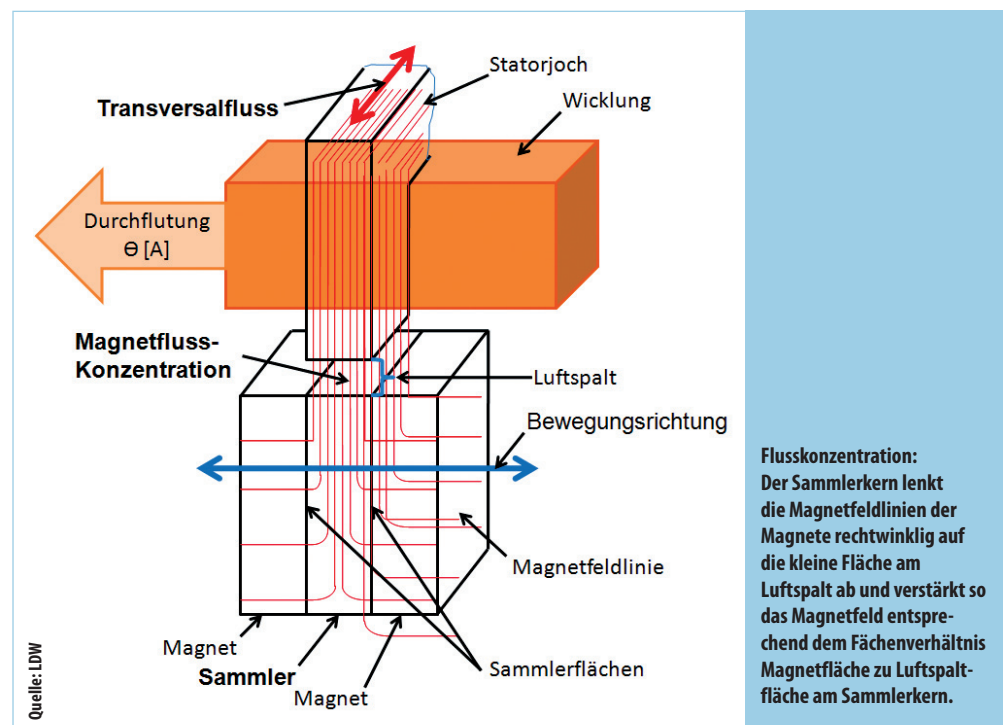 Transversalfluss
Statorjoch
Wicklung
Durchflutung
Θ [A]
Magnetfluss-
Konzentration
Luftspalt
Bewegungsrichtung
Magnetfeldlinie
Magnet
Sammler
Magnet
Sammlerflächen
Quelle: LDW
Flusskonzentration:
Der Sammlerkern lenkt
die Magnetfeldlinien der
Magnete rechtwinklig auf
die kleine Fläche am
Luftspalt ab und verstärkt so
das Magnetfeld entspre-
chend dem Fächenverhältnis
Magnetfläche zu Luftspalt-
fläche am Sammlerkern.